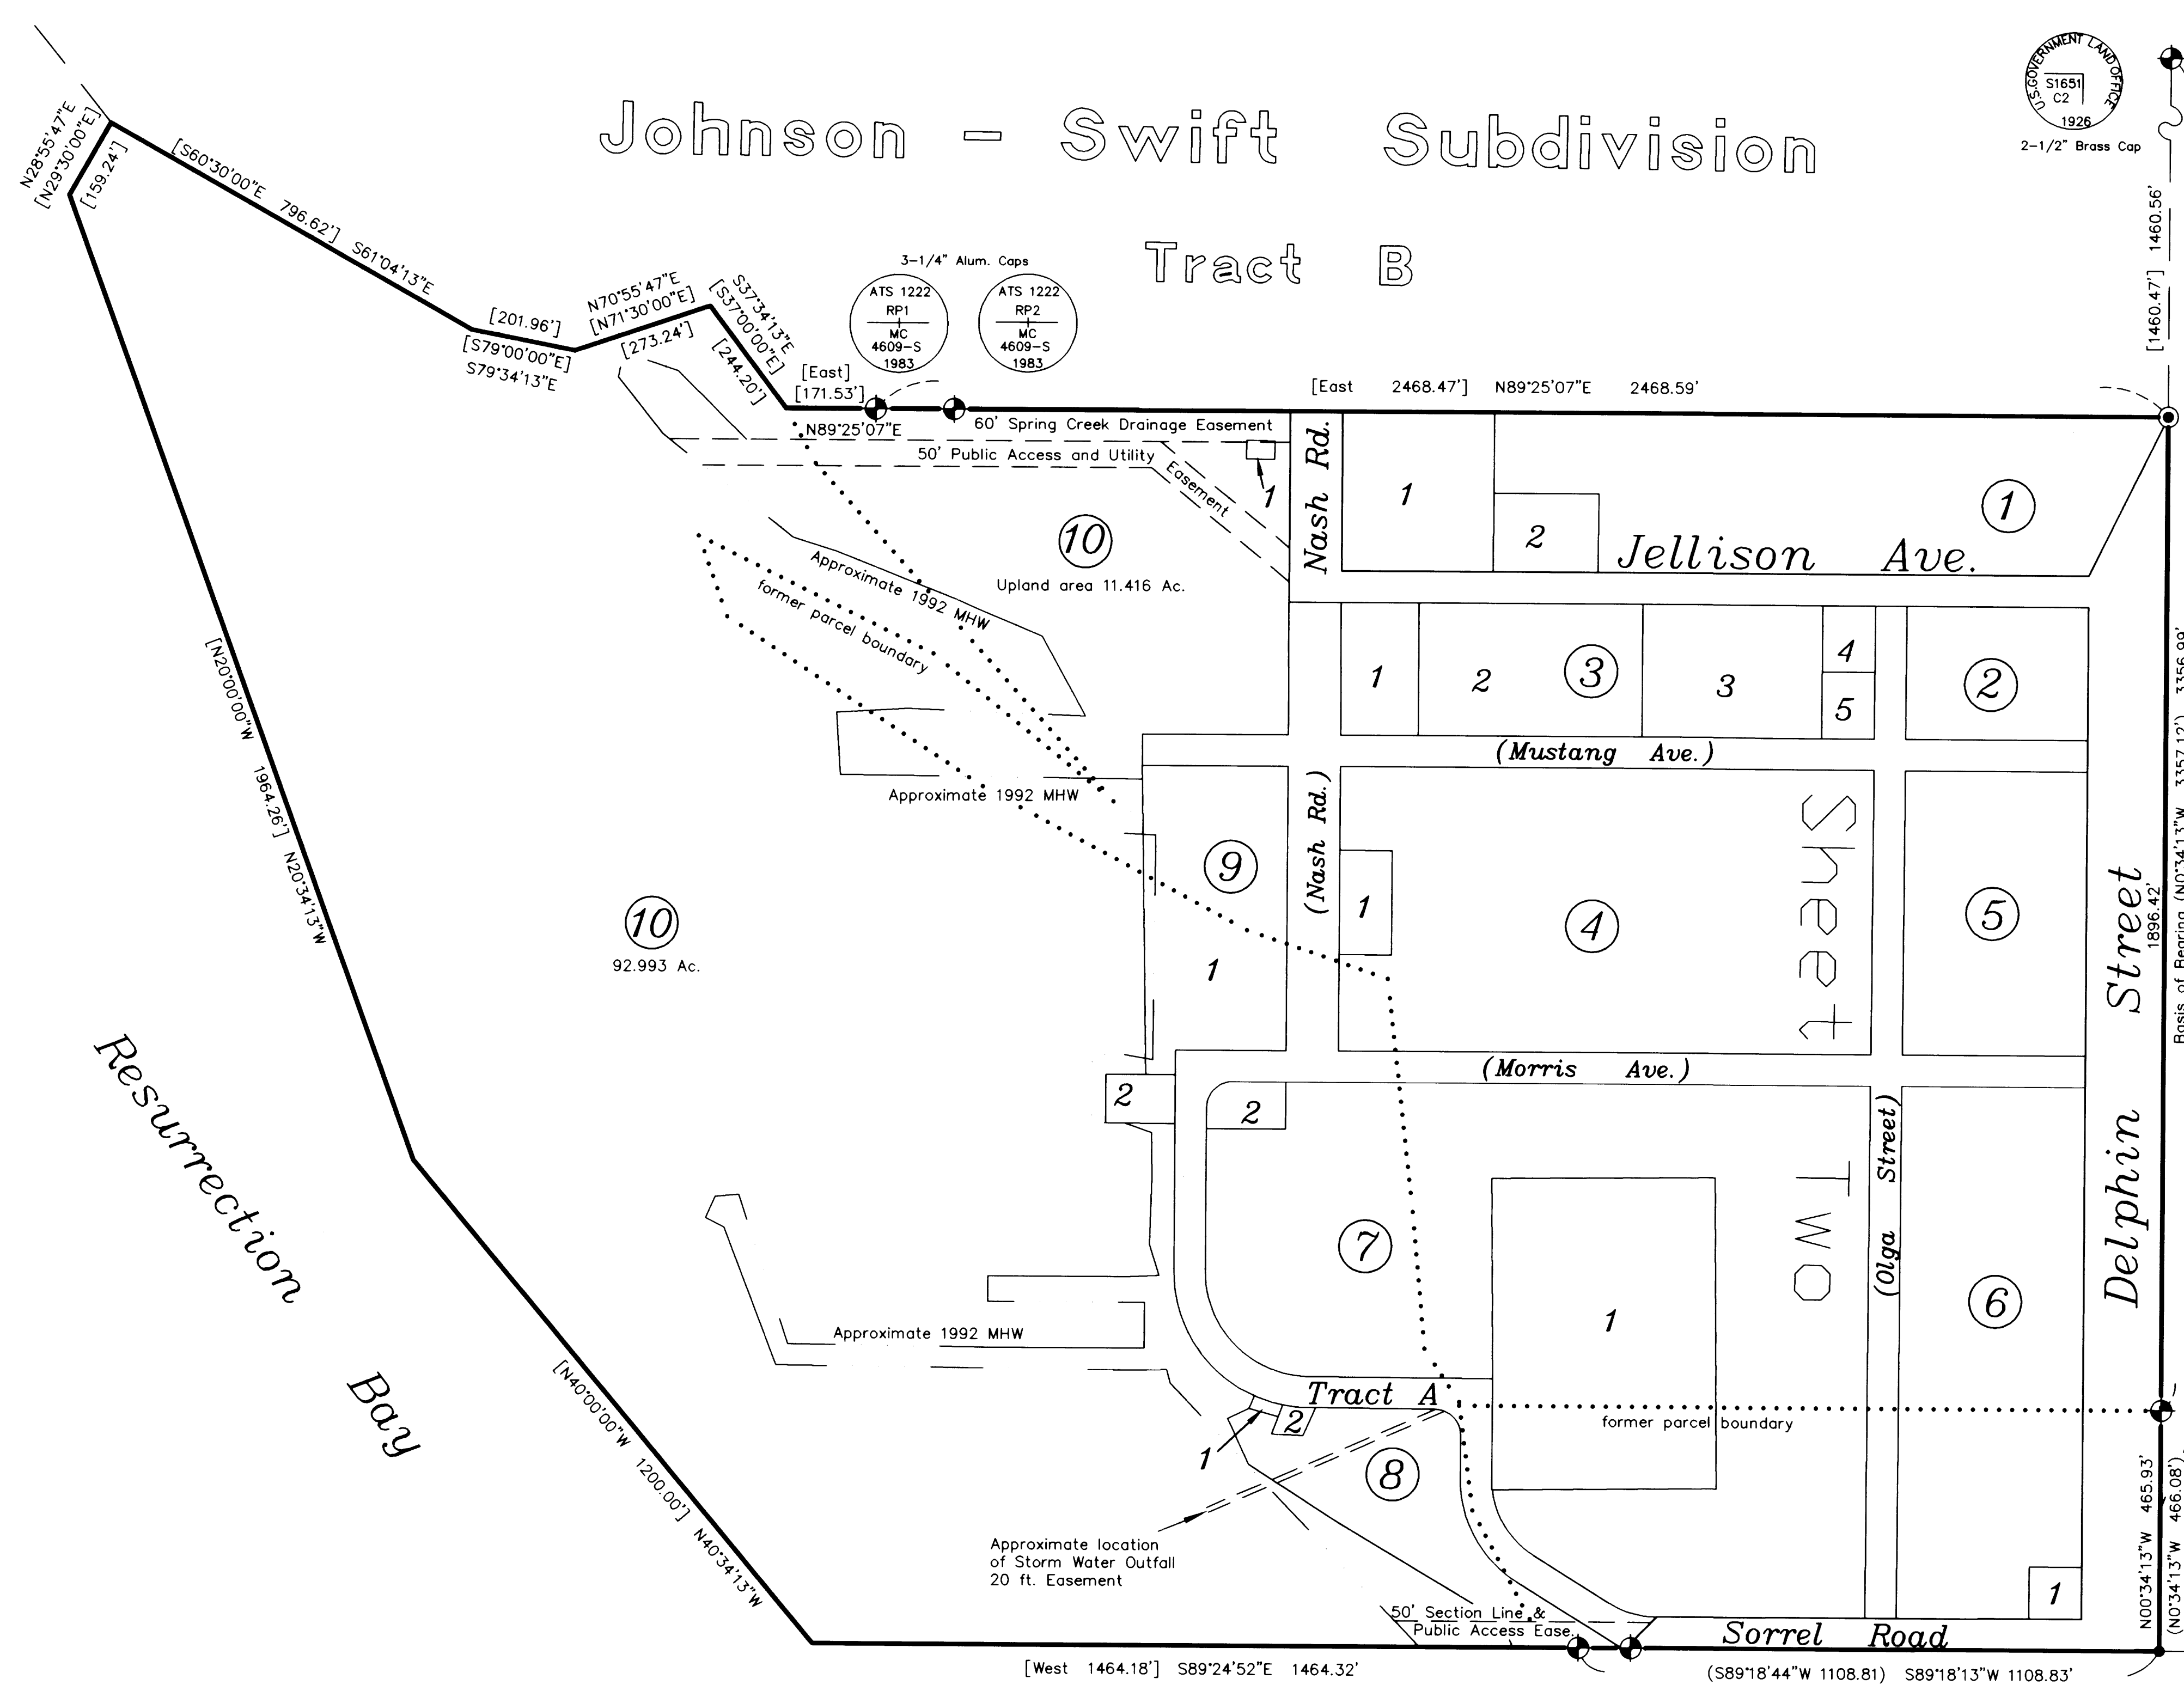 Johnson - Swift Subdivision
Tract B
U.S.GOVERNMENT LAND OFFICE
S1651
C2
1926
2-1/2" Brass Cap
[1460.47'] 1460.56'
N28°55'47"E
[N29°30'00"E]
[159.24']
[S60°30'00"E 796.62'] S61°04'13"E
[201.96']
[S79°00'00"E]
S79°34'13"E
N70°55'47"E
[N71°30'00"E]
[273.24']
S37°34'13"E
[S37°00'00"E]
[244.20']
3-1/4" Alum. Caps
ATS 1222
RP1
MC
4609-S
1983
ATS 1222
RP2
MC
4609-S
1983
[East]
[171.53']
N89°25'07"E
[East 2468.47'] N89°25'07"E 2468.59'
60' Spring Creek Drainage Easement
50' Public Access and Utility
Easement
1
Nash Rd.
1
2
1
Jellison Ave.
10
Upland area 11.416 Ac.
Approximate 1992 MHW
former parcel boundary
1
2
3
3
4
5
2
(Mustang Ave.)
Approximate 1992 MHW
[N20°00'00"W 1964.26'] N20°34'13"W
10
92.993 Ac.
9
1
(Nash Rd.)
1
4
Sheet
Two
5
Delphin Street
1896.42'
Basis of Bearing (N0°34'13"W 3357.12') 3356.99'
(Morris Ave.)
2
2
(Olga Street)
7
1
6
Resurrection
Bay
Approximate 1992 MHW
Tract A
former parcel boundary
1
2
8
[N40°00'00"W 1200.00'] N40°34'13"W
Approximate location
of Storm Water Outfall
20 ft. Easement
50' Section Line &
Public Access Ease.
1
Sorrel Road
N00°34'13"W 465.93'
(N0°34'13"W 466.08')
[West 1464.18'] S89°24'52"E 1464.32'
(S89°18'44"W 1108.81) S89°18'13"W 1108.83'